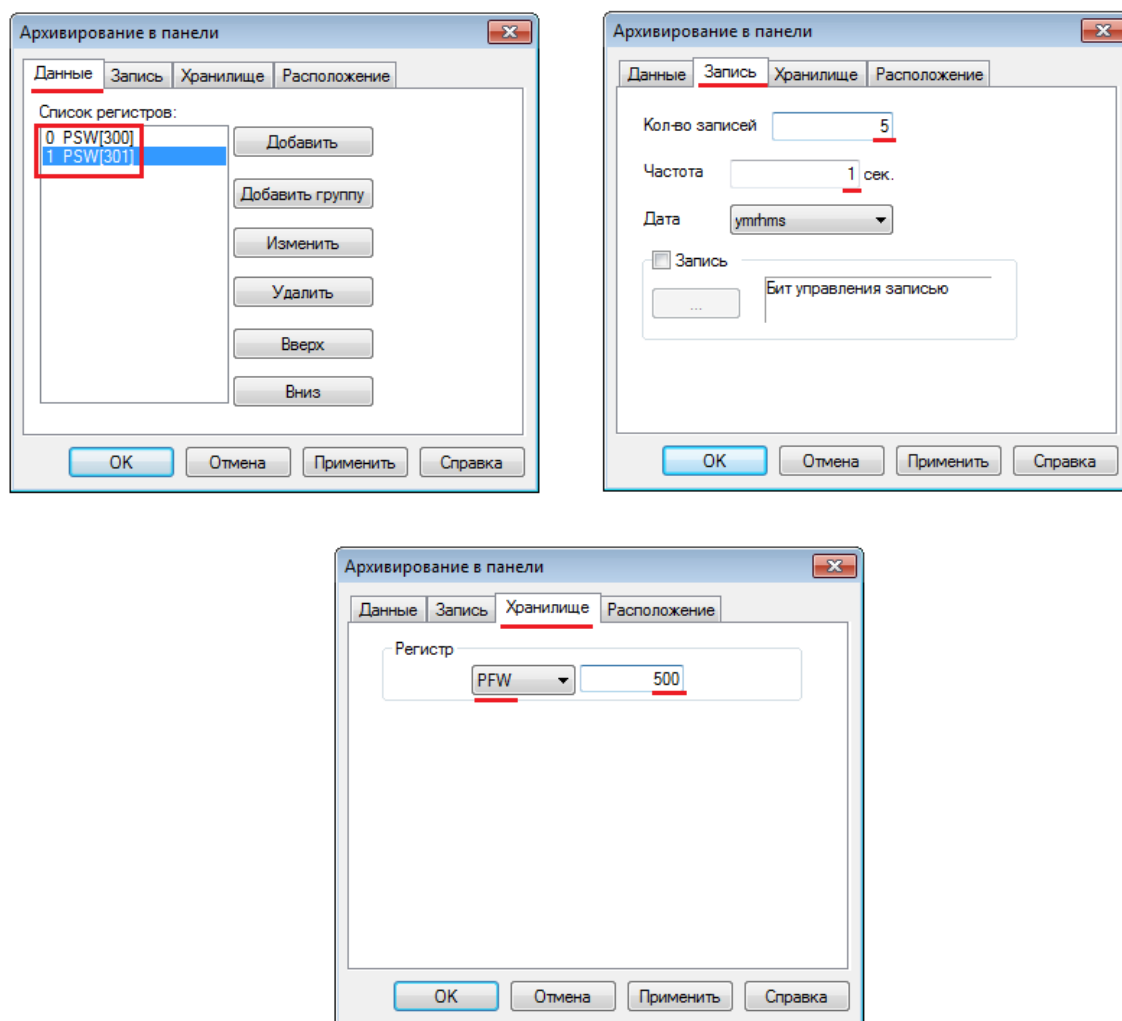 Архивирование в панели
Данные Запись Хранилище Расположение
Список регистров:
0 PSW[300]
1 PSW[301]
Добавить
Добавить группу
Изменить
Удалить
Вверх
Вниз
OK Отмена Применить Справка
Архивирование в панели
Данные Запись Хранилище Расположение
Кол-во записей 5
Частота 1 сек.
Дата ymrhms
Запись
... Бит управления записью
OK Отмена Применить Справка
Архивирование в панели
Данные Запись Хранилище Расположение
Регистр
PFW 500
OK Отмена Применить Справка